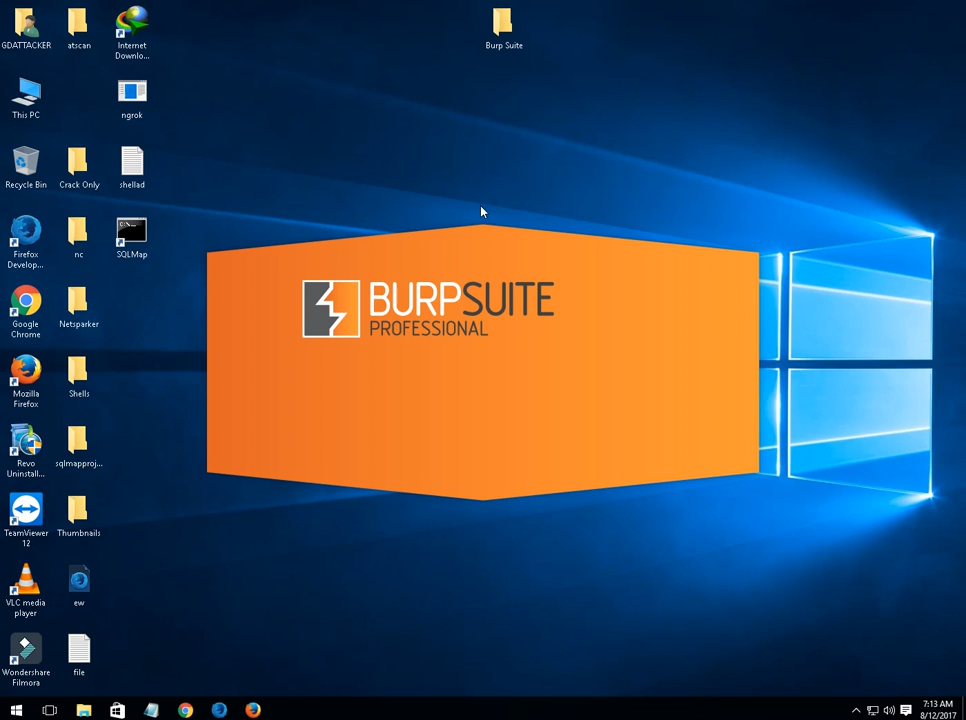 GDATTACKER
atscan
Internet
Downlo...
Burp Suite
This PC
ngrok
Recycle Bin
Crack Only
shellad
Firefox
Develop...
nc
SQLMap
BURPSUITE
PROFESSIONAL
Google
Chrome
Netsparker
Mozilla
Firefox
Shells
Revo
Uninstall...
sqlmapproj...
TeamViewer
12
Thumbnails
VLC media
player
ew
Wondershare
Filmora
file
7:13 AM
8/12/2017